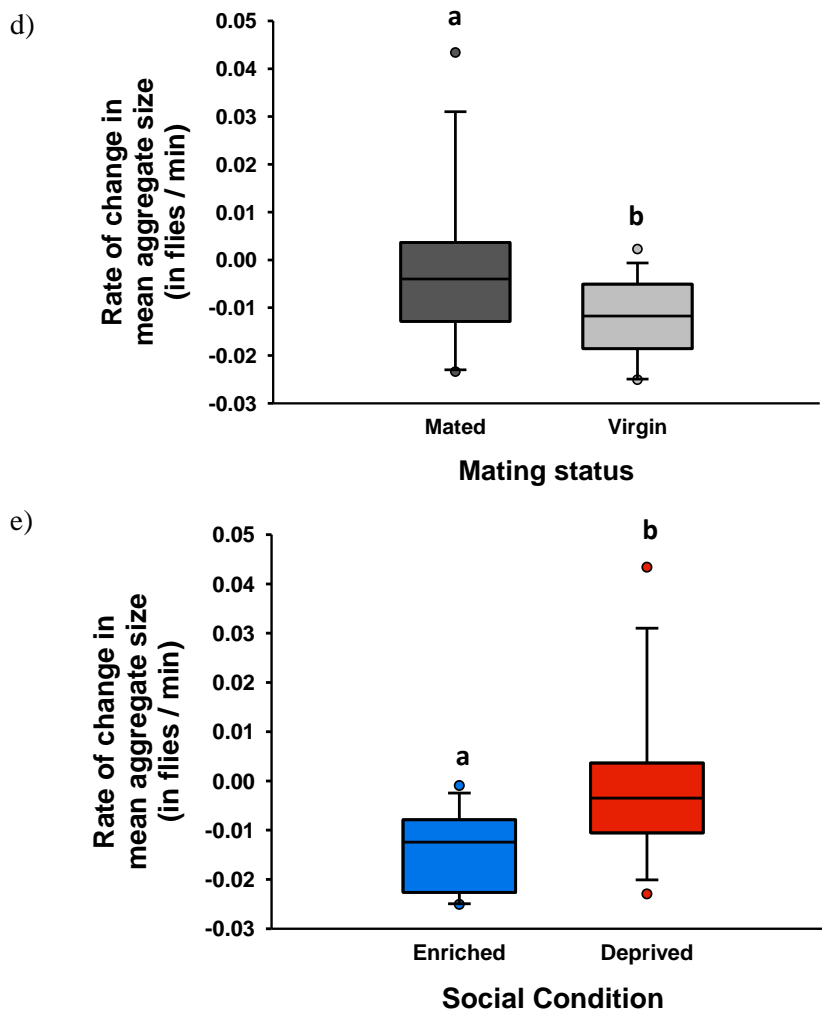 d)
Rate of change in
mean aggregate size
(in flies / min)
0.05
0.04
0.03
0.02
0.01
0.00
-0.01
-0.02
-0.03
a
b
Mated Virgin
Mating status
e)
Rate of change in
mean aggregate size
(in flies / min)
0.05
0.04
0.03
0.02
0.01
0.00
-0.01
-0.02
-0.03
b
a
Enriched Deprived
Social Condition